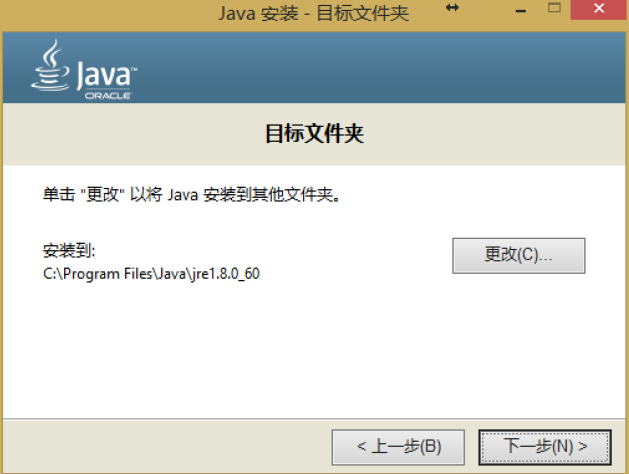 Java 安装 - 目标文件夹
Java™
ORACLE
目标文件夹
单击 "更改" 以将 Java 安装到其他文件夹。
安装到:
更改(C)...
C:\Program Files\Java\jre1.8.0_60
< 上一步(B)
下一步(N) >